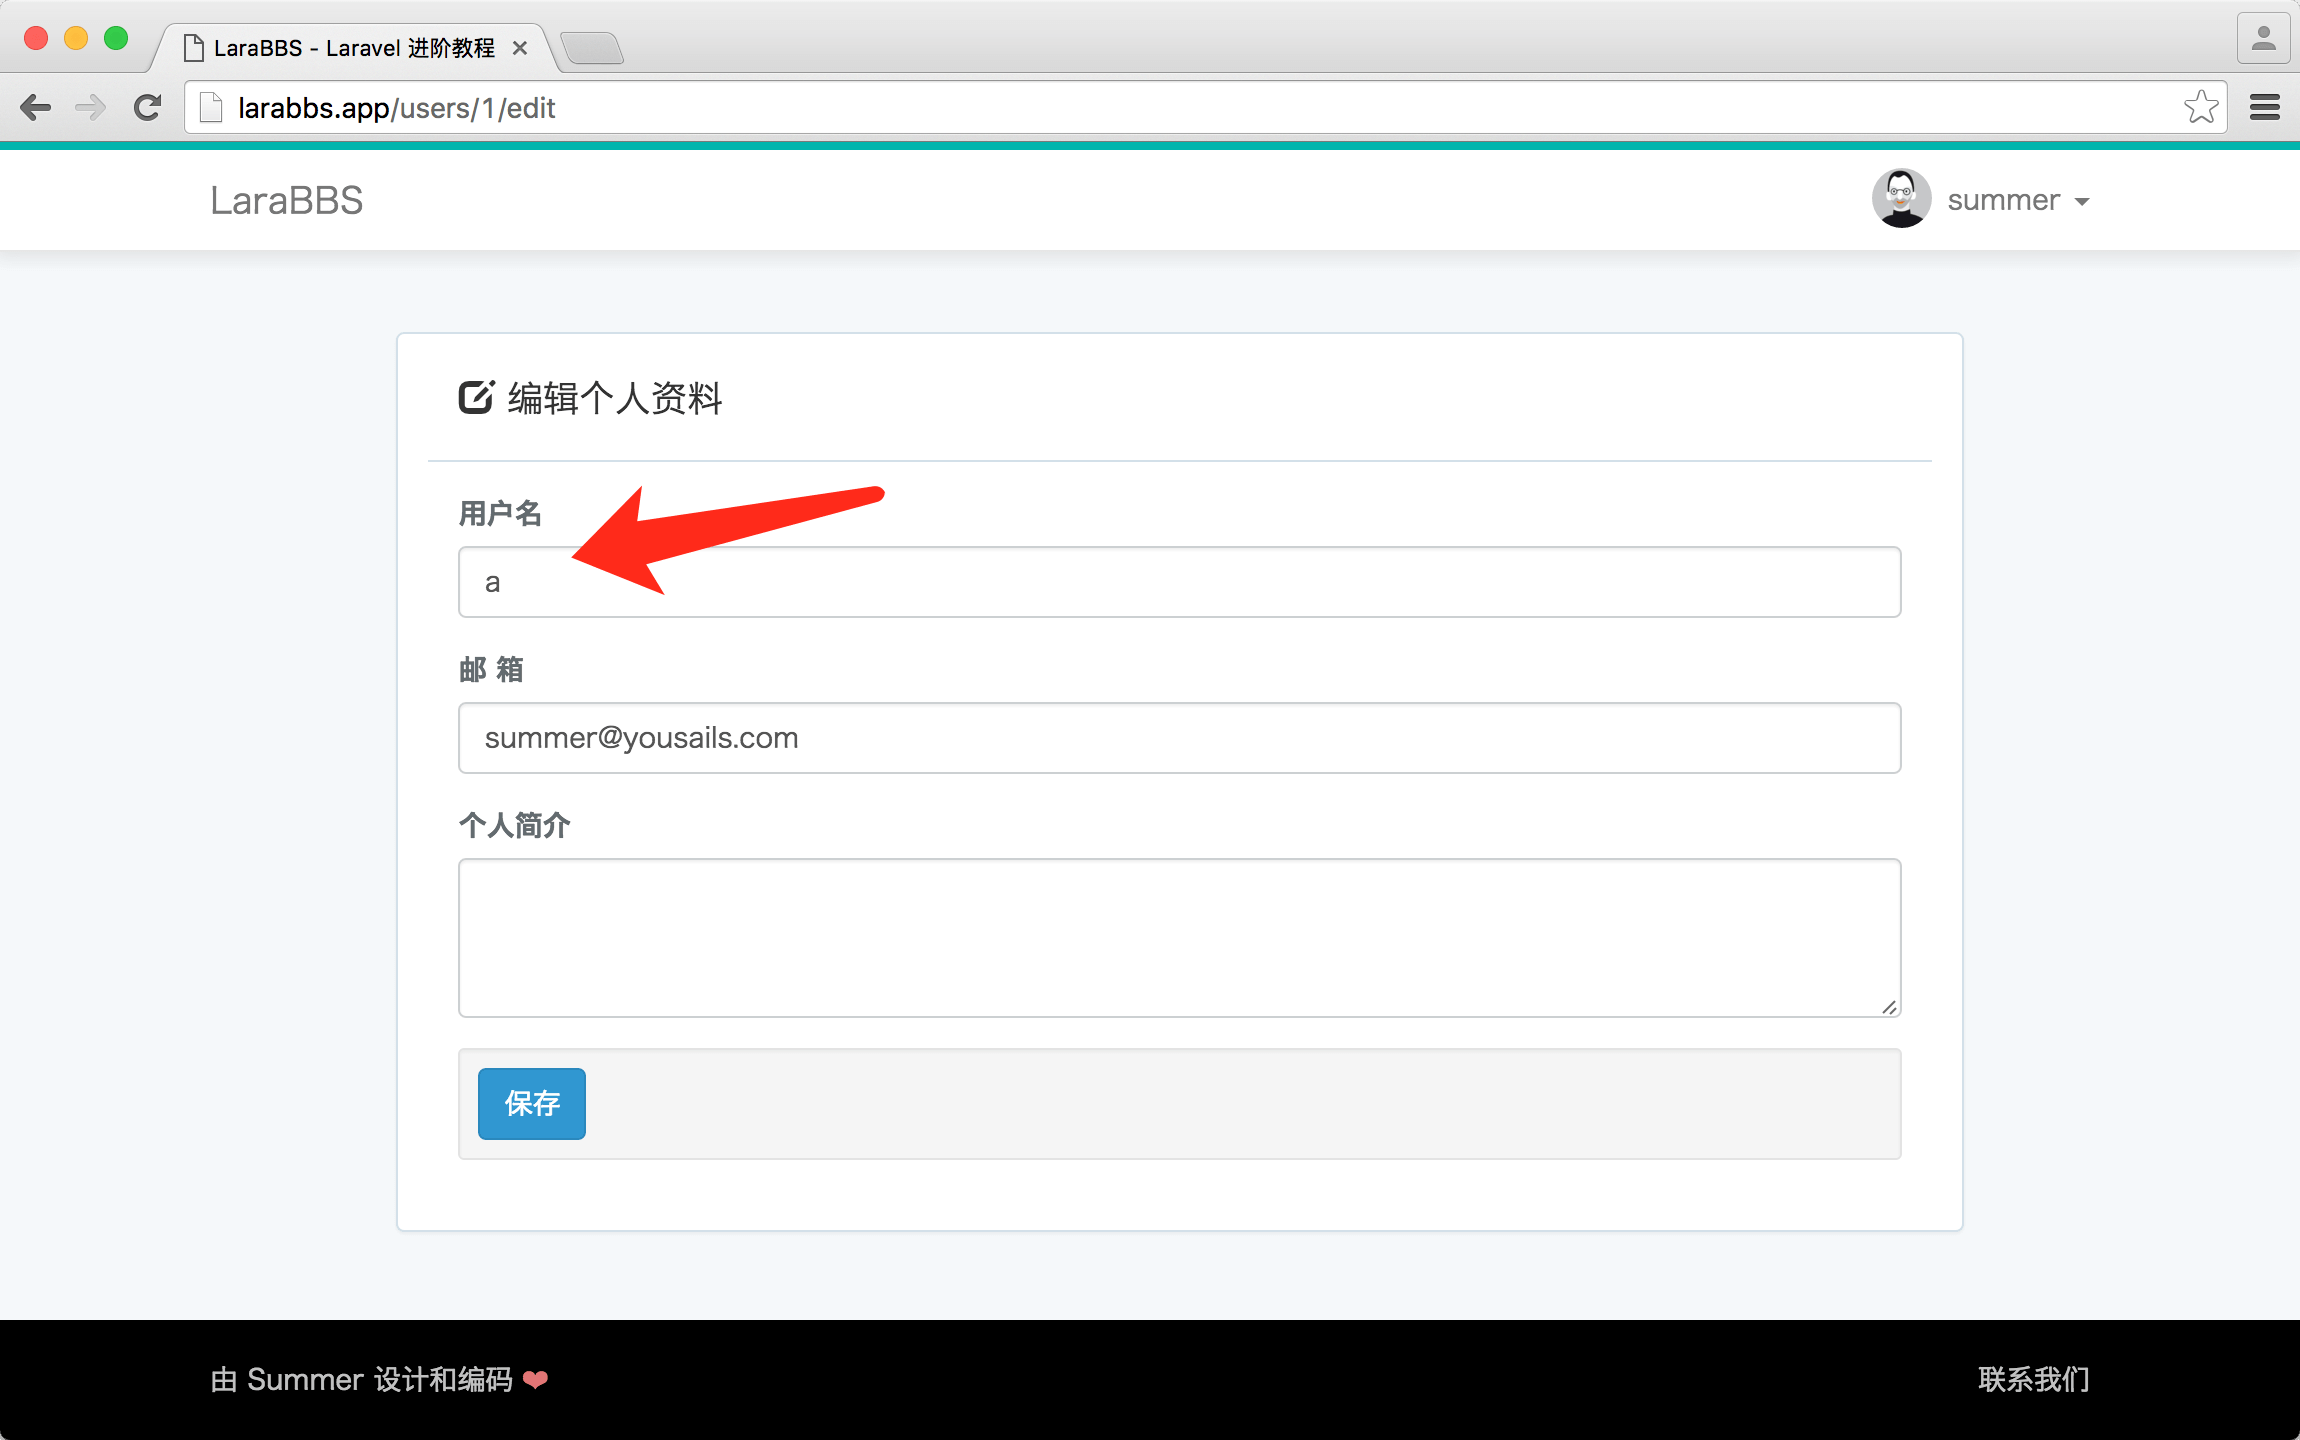 LaraBBS - Laravel 进阶教程
larabbs.app/users/1/edit
LaraBBS
summer
编辑个人资料
用户名
a
邮 箱
summer@yousails.com
个人简介
保存
由 Summer 设计和编码 ❤
联系我们